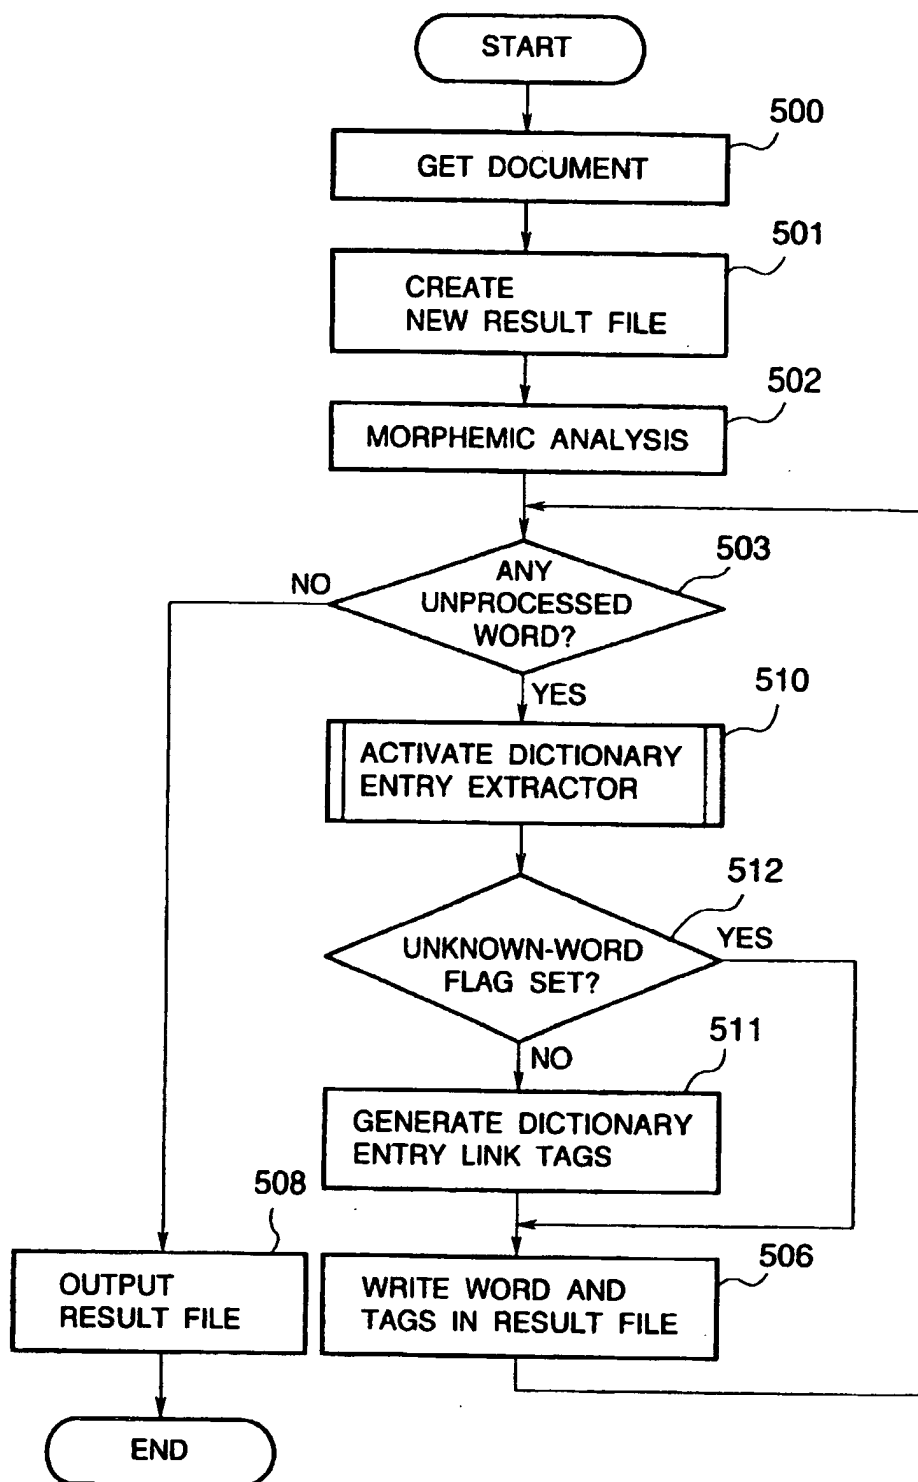 START
500
GET DOCUMENT
501
CREATE
NEW RESULT FILE
502
MORPHEMIC ANALYSIS
503
NO
ANY
UNPROCESSED
WORD?
YES
510
ACTIVATE DICTIONARY
ENTRY EXTRACTOR
512
UNKNOWN-WORD
FLAG SET?
YES
NO
511
GENERATE DICTIONARY
ENTRY LINK TAGS
508
OUTPUT
RESULT FILE
506
WRITE WORD AND
TAGS IN RESULT FILE
END